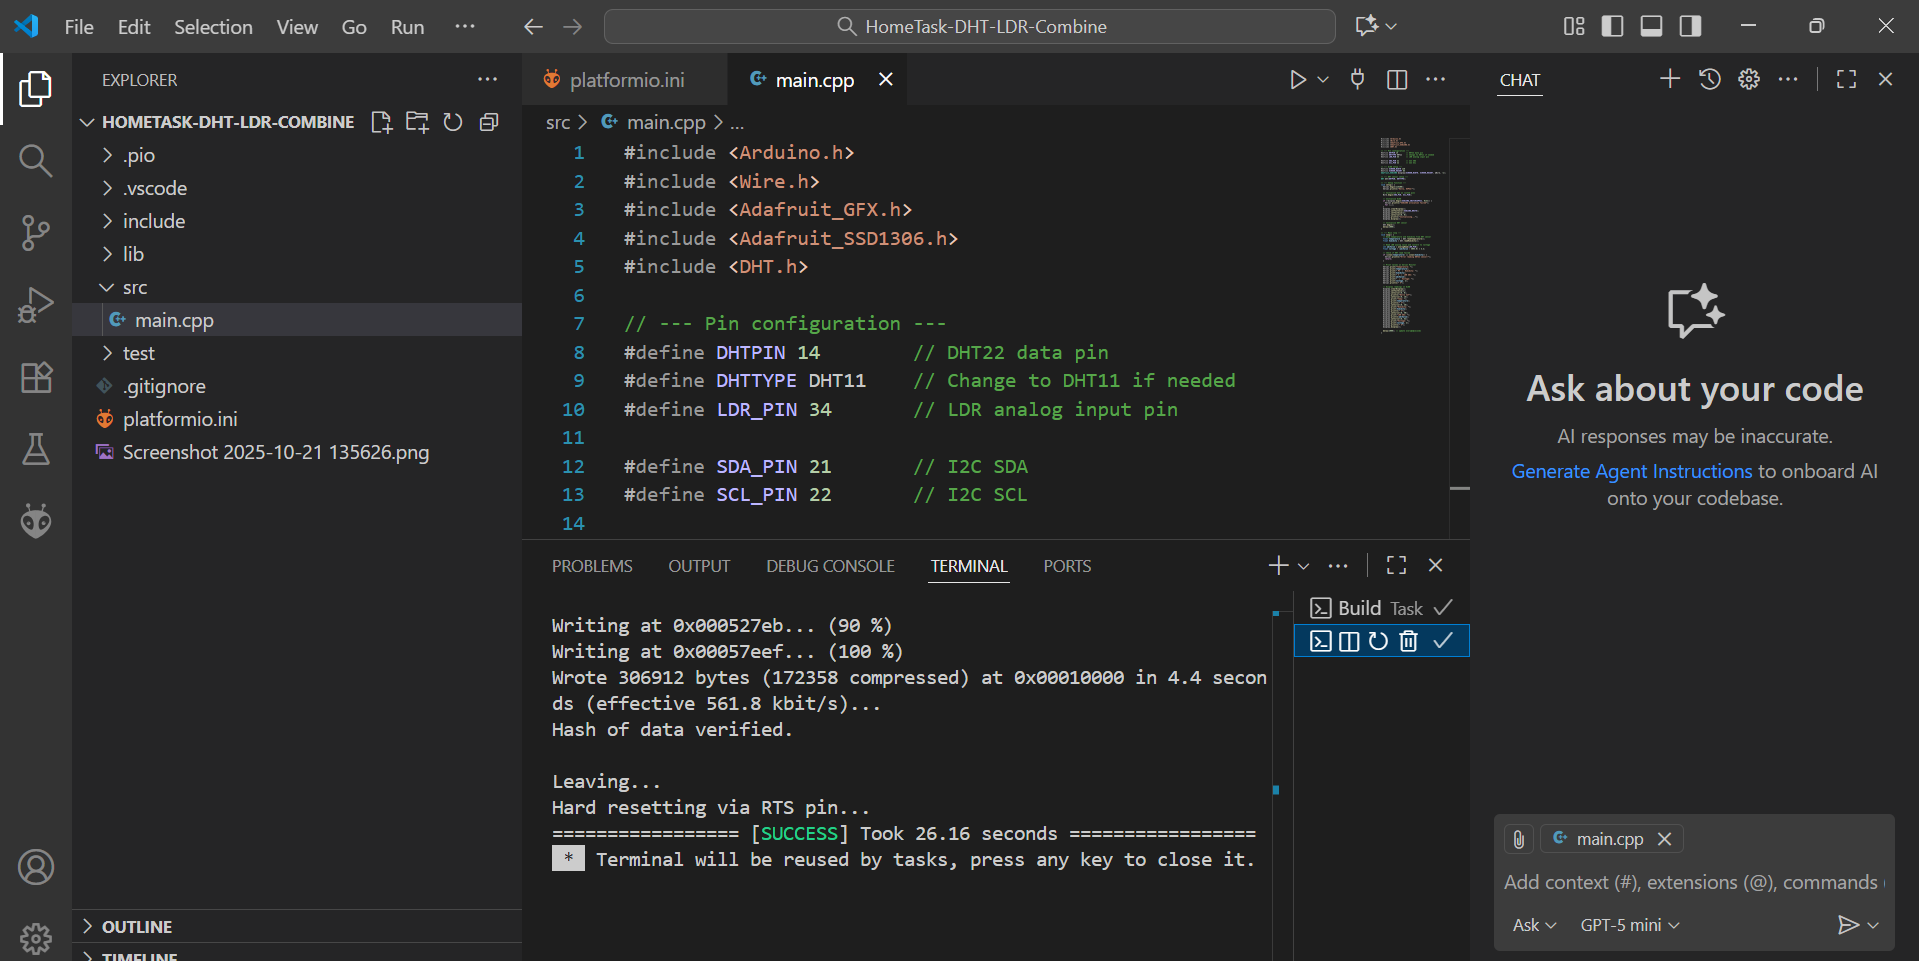 File Edit Selection View Go Run ···
HomeTask-DHT-LDR-Combine
EXPLORER
HOMETASK-DHT-LDR-COMBINE
.pio
.vscode
include
lib
src
main.cpp
test
.gitignore
platformio.ini
Screenshot 2025-10-21 135626.png
OUTLINE
TIMELINE
platformio.ini
main.cpp
src > main.cpp > ...
1 #include <Arduino.h>
2 #include <Wire.h>
3 #include <Adafruit_GFX.h>
4 #include <Adafruit_SSD1306.h>
5 #include <DHT.h>
6
7 // --- Pin configuration ---
8 #define DHTPIN 14 // DHT22 data pin
9 #define DHTTYPE DHT11 // Change to DHT11 if needed
10 #define LDR_PIN 34 // LDR analog input pin
11
12 #define SDA_PIN 21 // I2C SDA
13 #define SCL_PIN 22 // I2C SCL
14
PROBLEMS OUTPUT DEBUG CONSOLE TERMINAL PORTS
Writing at 0x000527eb... (90 %)
Writing at 0x00057eef... (100 %)
Wrote 306912 bytes (172358 compressed) at 0x00010000 in 4.4 secon
ds (effective 561.8 kbit/s)...
Hash of data verified.
Leaving...
Hard resetting via RTS pin...
================= [SUCCESS] Took 26.16 seconds =================
* Terminal will be reused by tasks, press any key to close it.
Build Task
CHAT
Ask about your code
AI responses may be inaccurate.
Generate Agent Instructions to onboard AI
onto your codebase.
main.cpp
Add context (#), extensions (@), commands
Ask GPT-5 mini